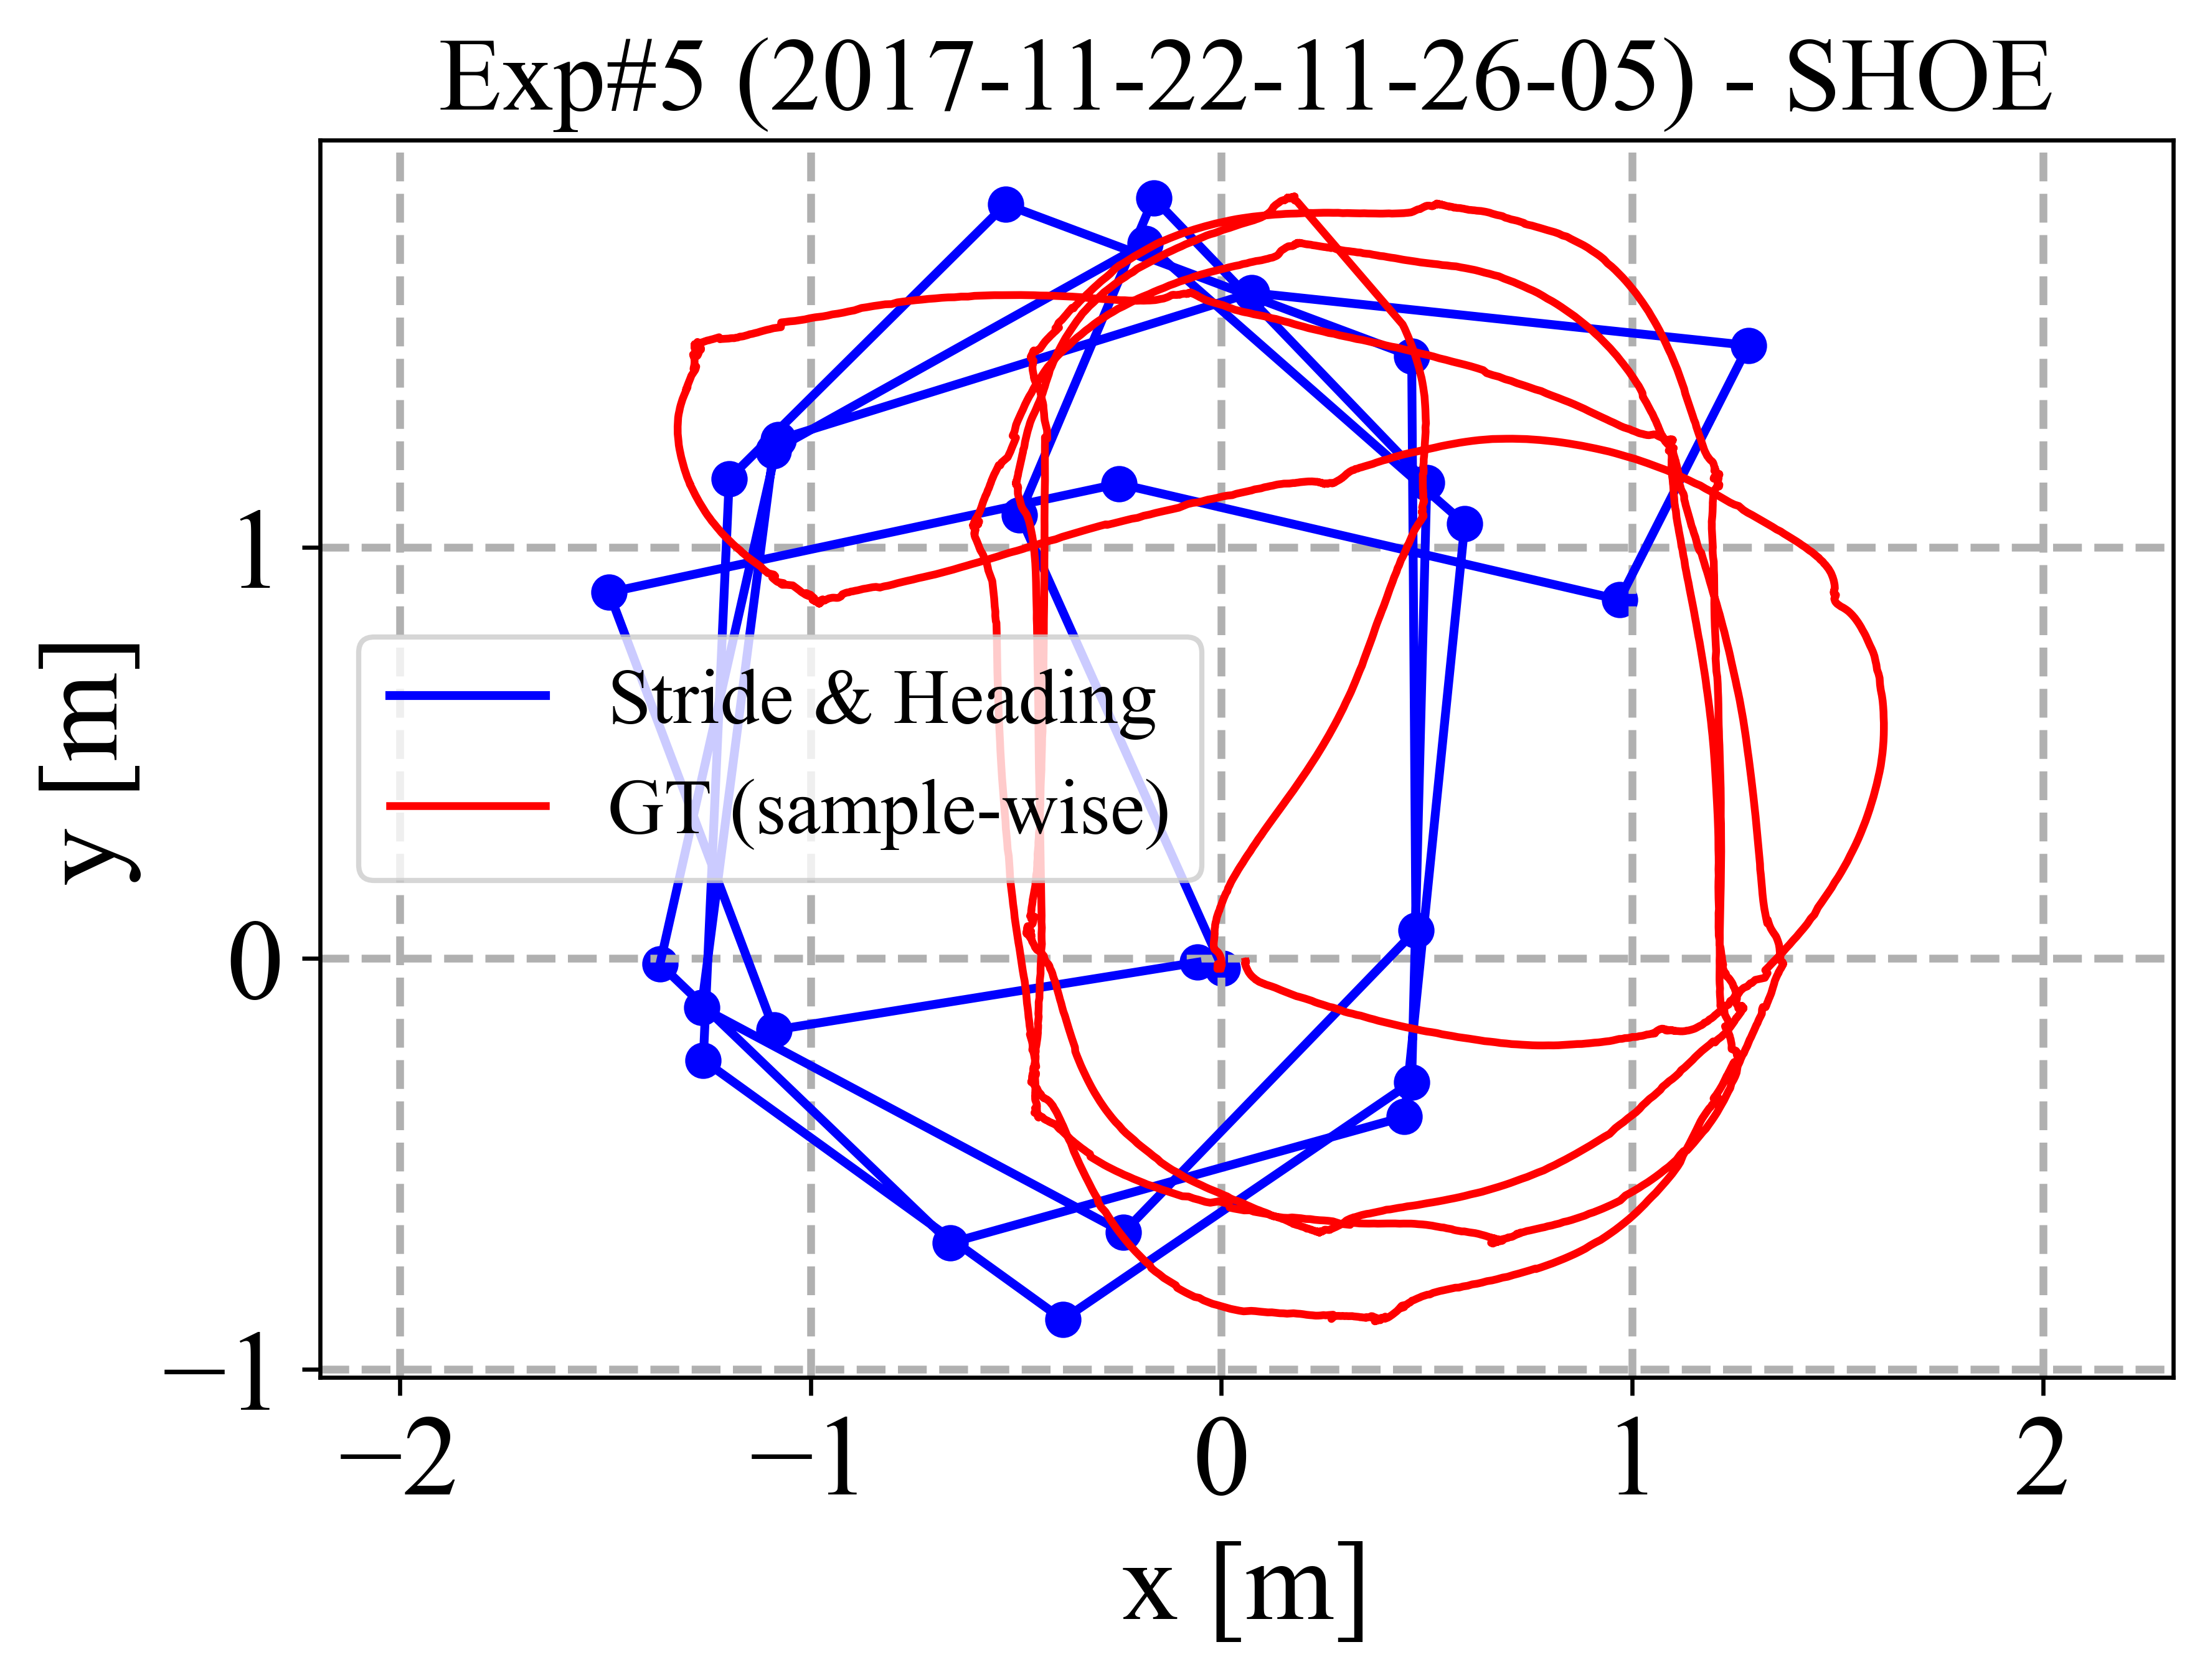 Exp#5 (2017-11-22-11-26-05) - SHOE
y [m]
1
0
−1
Stride & Heading
GT (sample-wise)
−2 −1 0 1 2
x [m]